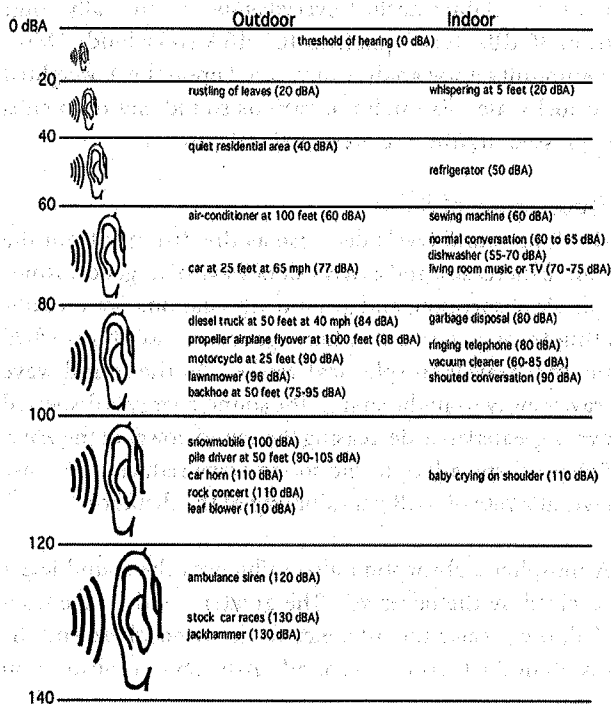 Outdoor Indoor
0 dBA
threshold of hearing (0 dBA)
20
rustling of leaves (20 dBA) whispering at 5 feet (20 dBA)
40
quiet residential area (40 dBA)
refrigerator (50 dBA)
60
air-conditioner at 100 feet (60 dBA) sewing machine (60 dBA)
normal conversation (60 to 65 dBA)
dishwasher (55-70 dBA)
car at 25 feet at 65 mph (77 dBA) living room music or TV (70-75 dBA)
80
diesel truck at 50 feet at 40 mph (84 dBA) garbage disposal (80 dBA)
propeller airplane flyover at 1000 feet (88 dBA) ringing telephone (80 dBA)
motorcycle at 25 feet (90 dBA) vacuum cleaner (60-85 dBA)
lawnmower (96 dBA) shouted conversation (90 dBA)
backhoe at 50 feet (75-95 dBA)
100
snowmobile (100 dBA)
pile driver at 50 feet (90-105 dBA)
car horn (110 dBA) baby crying on shoulder (110 dBA)
rock concert (110 dBA)
leaf blower (110 dBA)
120
ambulance siren (120 dBA)
stock car races (130 dBA)
jackhammer (130 dBA)
140